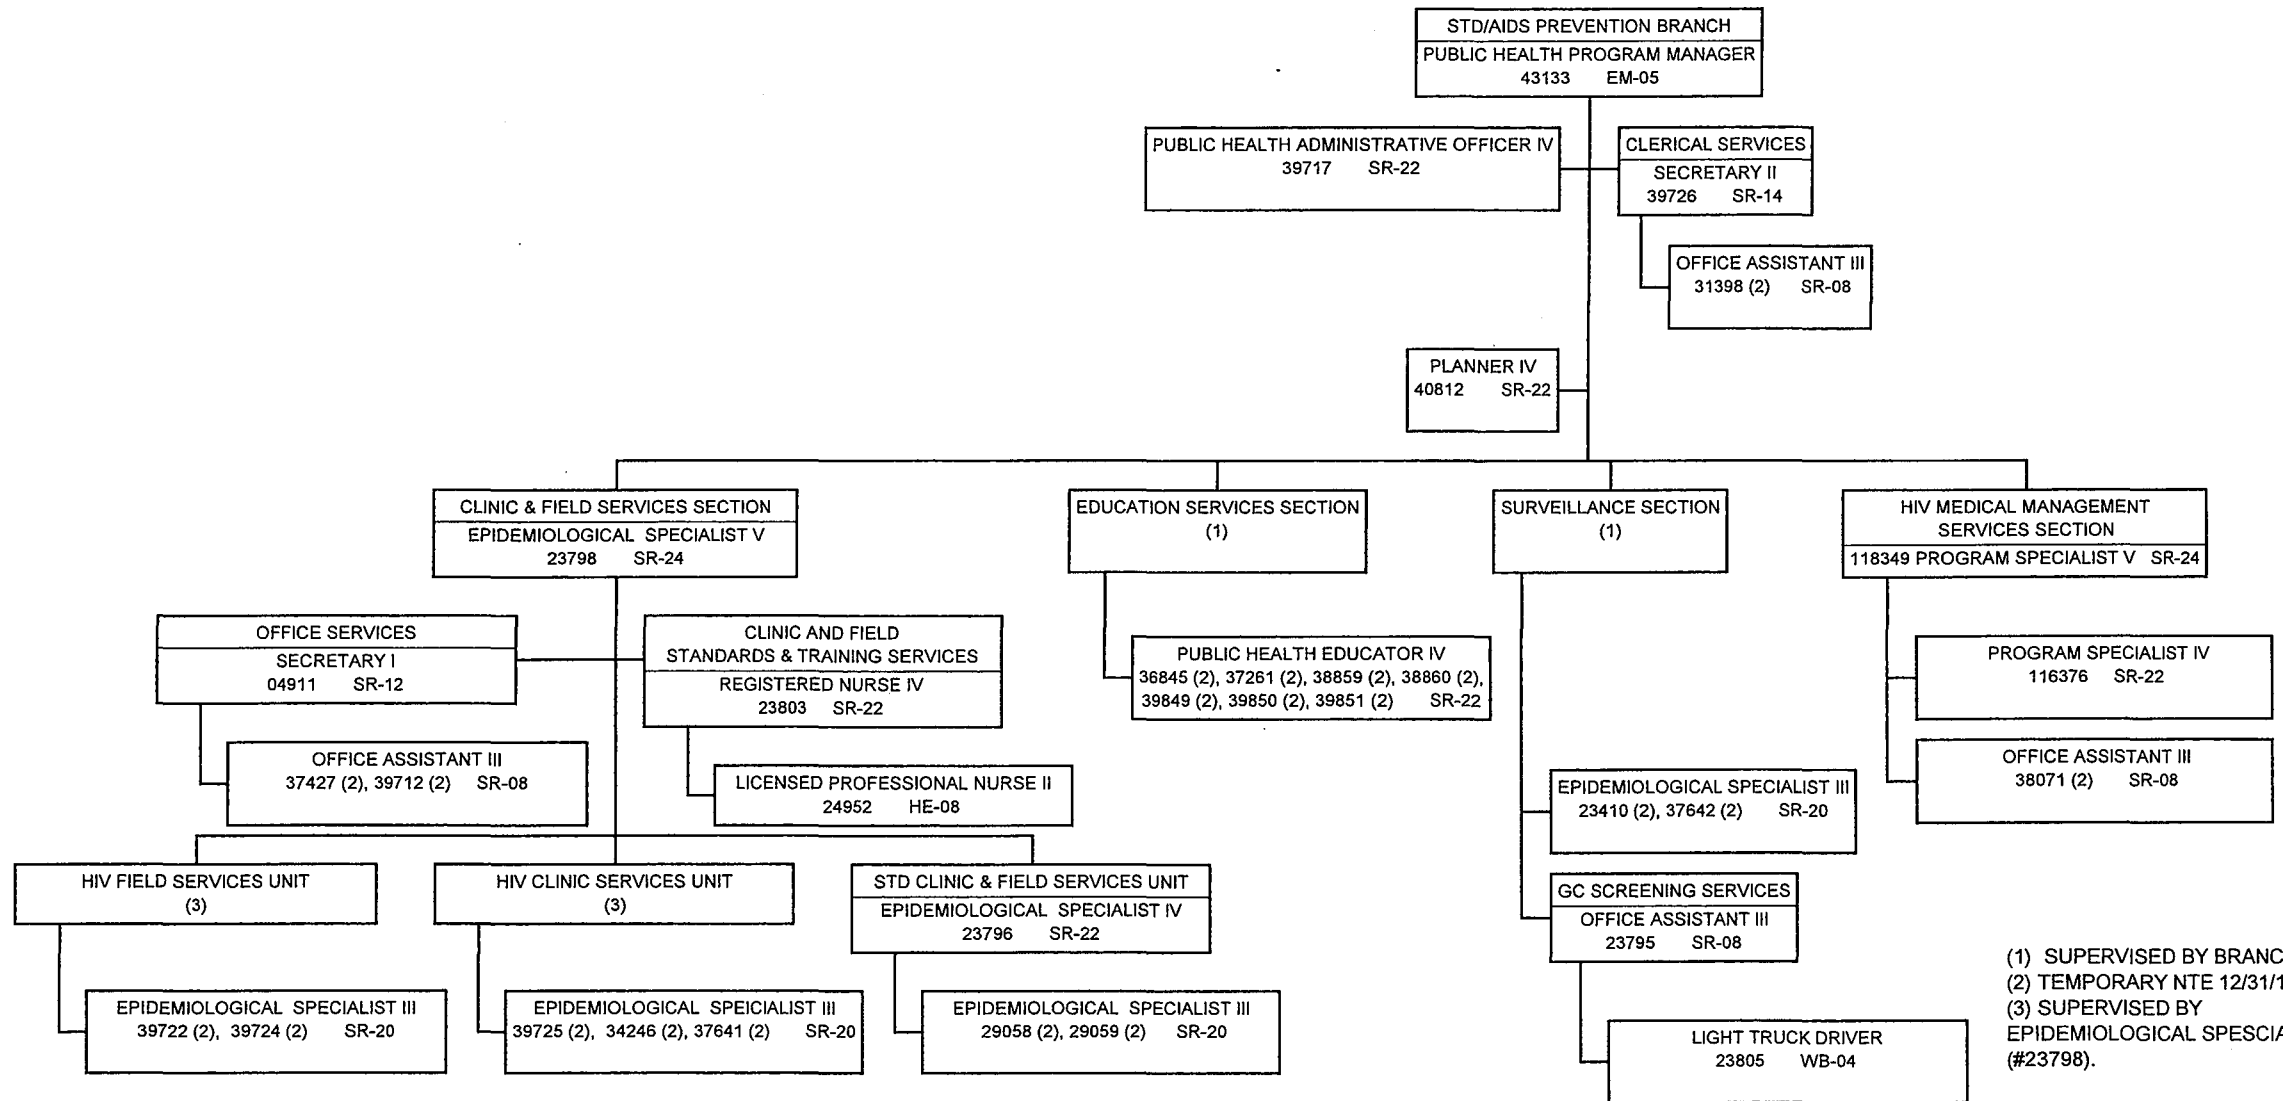 STD/AIDS PREVENTION BRANCH
PUBLIC HEALTH PROGRAM MANAGER
43133 EM-05
PUBLIC HEALTH ADMINISTRATIVE OFFICER IV
39717 SR-22
CLERICAL SERVICES
SECRETARY II
39726 SR-14
OFFICE ASSISTANT III
31398 (2) SR-08
PLANNER IV
40812 SR-22
CLINIC & FIELD SERVICES SECTION
EPIDEMIOLOGICAL SPECIALIST V
23798 SR-24
EDUCATION SERVICES SECTION
(1)
SURVEILLANCE SECTION
(1)
HIV MEDICAL MANAGEMENT
SERVICES SECTION
118349 PROGRAM SPECIALIST V SR-24
OFFICE SERVICES
SECRETARY I
04911 SR-12
CLINIC AND FIELD
STANDARDS & TRAINING SERVICES
REGISTERED NURSE IV
23803 SR-22
PUBLIC HEALTH EDUCATOR IV
36845 (2), 37261 (2), 38859 (2), 38860 (2),
39849 (2), 39850 (2), 39851 (2) SR-22
PROGRAM SPECIALIST IV
116376 SR-22
OFFICE ASSISTANT III
37427 (2), 39712 (2) SR-08
LICENSED PROFESSIONAL NURSE II
24952 HE-08
EPIDEMIOLOGICAL SPECIALIST III
23410 (2), 37642 (2) SR-20
OFFICE ASSISTANT III
38071 (2) SR-08
HIV FIELD SERVICES UNIT
(3)
HIV CLINIC SERVICES UNIT
(3)
STD CLINIC & FIELD SERVICES UNIT
EPIDEMIOLOGICAL SPECIALIST IV
23796 SR-22
GC SCREENING SERVICES
OFFICE ASSISTANT III
23795 SR-08
EPIDEMIOLOGICAL SPECIALIST III
39722 (2), 39724 (2) SR-20
EPIDEMIOLOGICAL SPEICIALIST III
39725 (2), 34246 (2), 37641 (2) SR-20
EPIDEMIOLOGICAL SPECIALIST III
29058 (2), 29059 (2) SR-20
LIGHT TRUCK DRIVER
23805 WB-04
(1) SUPERVISED BY BRANC
(2) TEMPORARY NTE 12/31/1
(3) SUPERVISED BY
EPIDEMIOLOGICAL SPESCIA
(#23798).